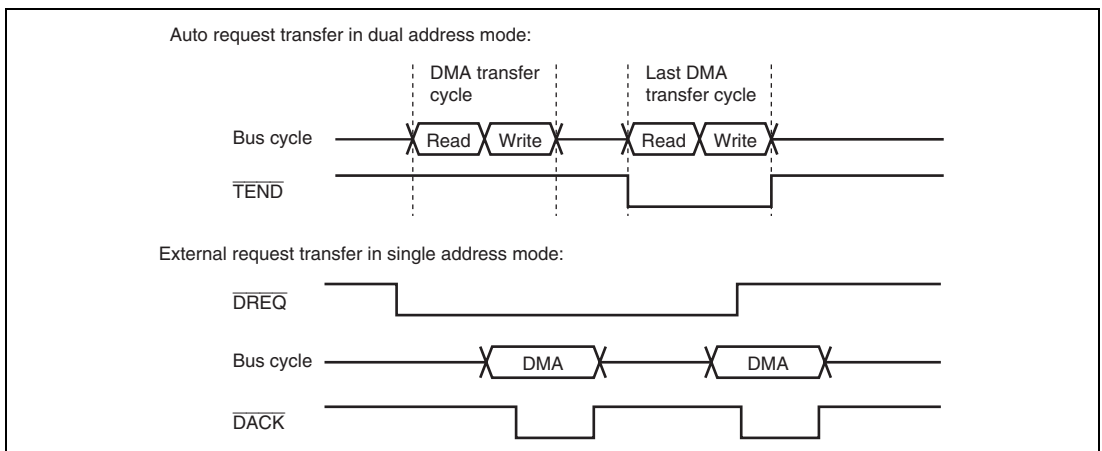 Auto request transfer in dual address mode:
DMA transfer
cycle
Last DMA
transfer cycle
Bus cycle
Read
Write
Read
Write
TEND
External request transfer in single address mode:
DREQ
Bus cycle
DMA
DMA
DACK